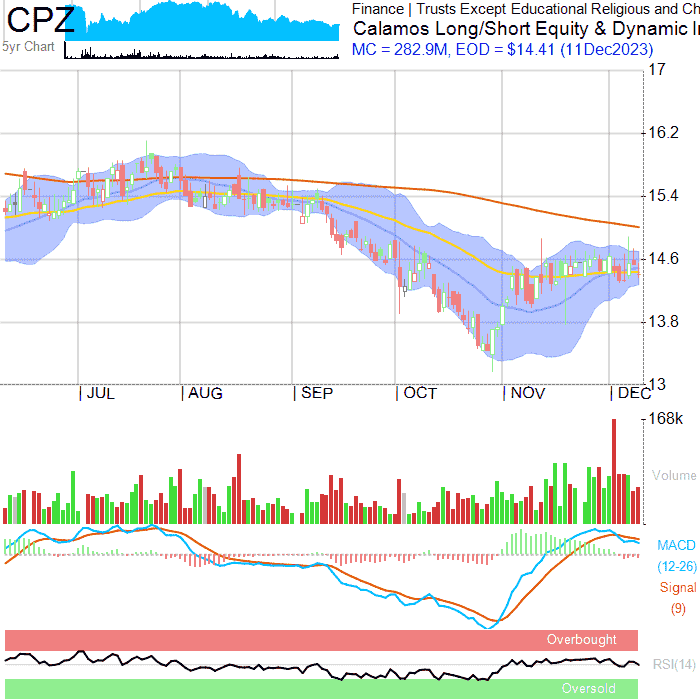 CPZ
5yr Chart
Finance | Trusts Except Educational Religious and Ch
Calamos Long/Short Equity & Dynamic I
MC = 282.9M, EOD = $14.41 (11Dec2023)
17
16.2
15.4
14.6
13.8
13
JUL AUG SEP OCT NOV DEC
168k
Volume
MACD
(12-26)
Signal
(9)
Overbought
RSI(14)
Oversold